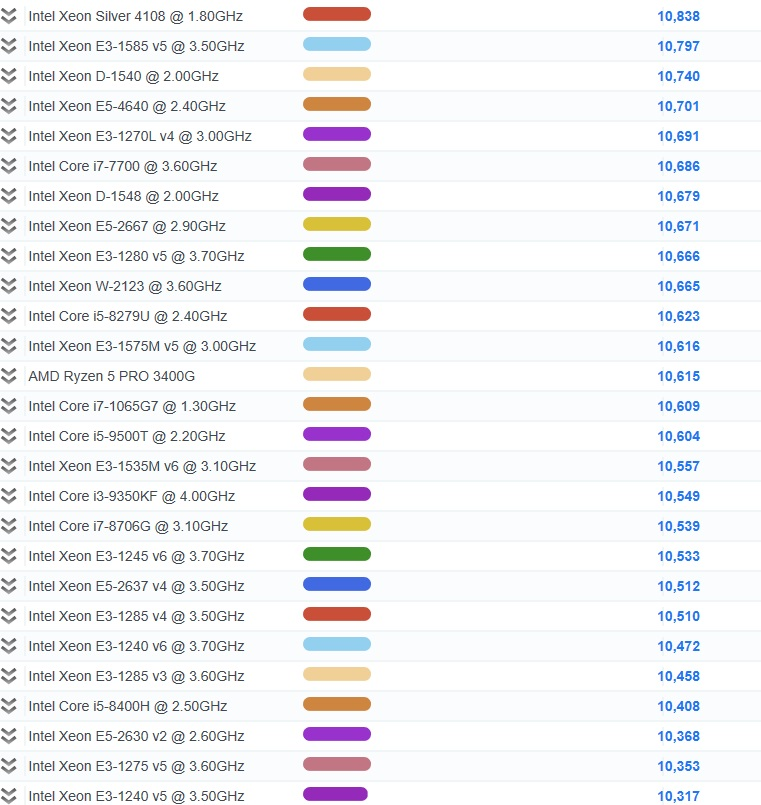 Intel Xeon Silver 4108 @ 1.80GHz 10,838
Intel Xeon E3-1585 v5 @ 3.50GHz 10,797
Intel Xeon D-1540 @ 2.00GHz 10,740
Intel Xeon E5-4640 @ 2.40GHz 10,701
Intel Xeon E3-1270L v4 @ 3.00GHz 10,691
Intel Core i7-7700 @ 3.60GHz 10,686
Intel Xeon D-1548 @ 2.00GHz 10,679
Intel Xeon E5-2667 @ 2.90GHz 10,671
Intel Xeon E3-1280 v5 @ 3.70GHz 10,666
Intel Xeon W-2123 @ 3.60GHz 10,665
Intel Core i5-8279U @ 2.40GHz 10,623
Intel Xeon E3-1575M v5 @ 3.00GHz 10,616
AMD Ryzen 5 PRO 3400G 10,615
Intel Core i7-1065G7 @ 1.30GHz 10,609
Intel Core i5-9500T @ 2.20GHz 10,604
Intel Xeon E3-1535M v6 @ 3.10GHz 10,557
Intel Core i3-9350KF @ 4.00GHz 10,549
Intel Core i7-8706G @ 3.10GHz 10,539
Intel Xeon E3-1245 v6 @ 3.70GHz 10,533
Intel Xeon E5-2637 v4 @ 3.50GHz 10,512
Intel Xeon E3-1285 v4 @ 3.50GHz 10,510
Intel Xeon E3-1240 v6 @ 3.70GHz 10,472
Intel Xeon E3-1285 v3 @ 3.60GHz 10,458
Intel Core i5-8400H @ 2.50GHz 10,408
Intel Xeon E5-2630 v2 @ 2.60GHz 10,368
Intel Xeon E3-1275 v5 @ 3.60GHz 10,353
Intel Xeon E3-1240 v5 @ 3.50GHz 10,317